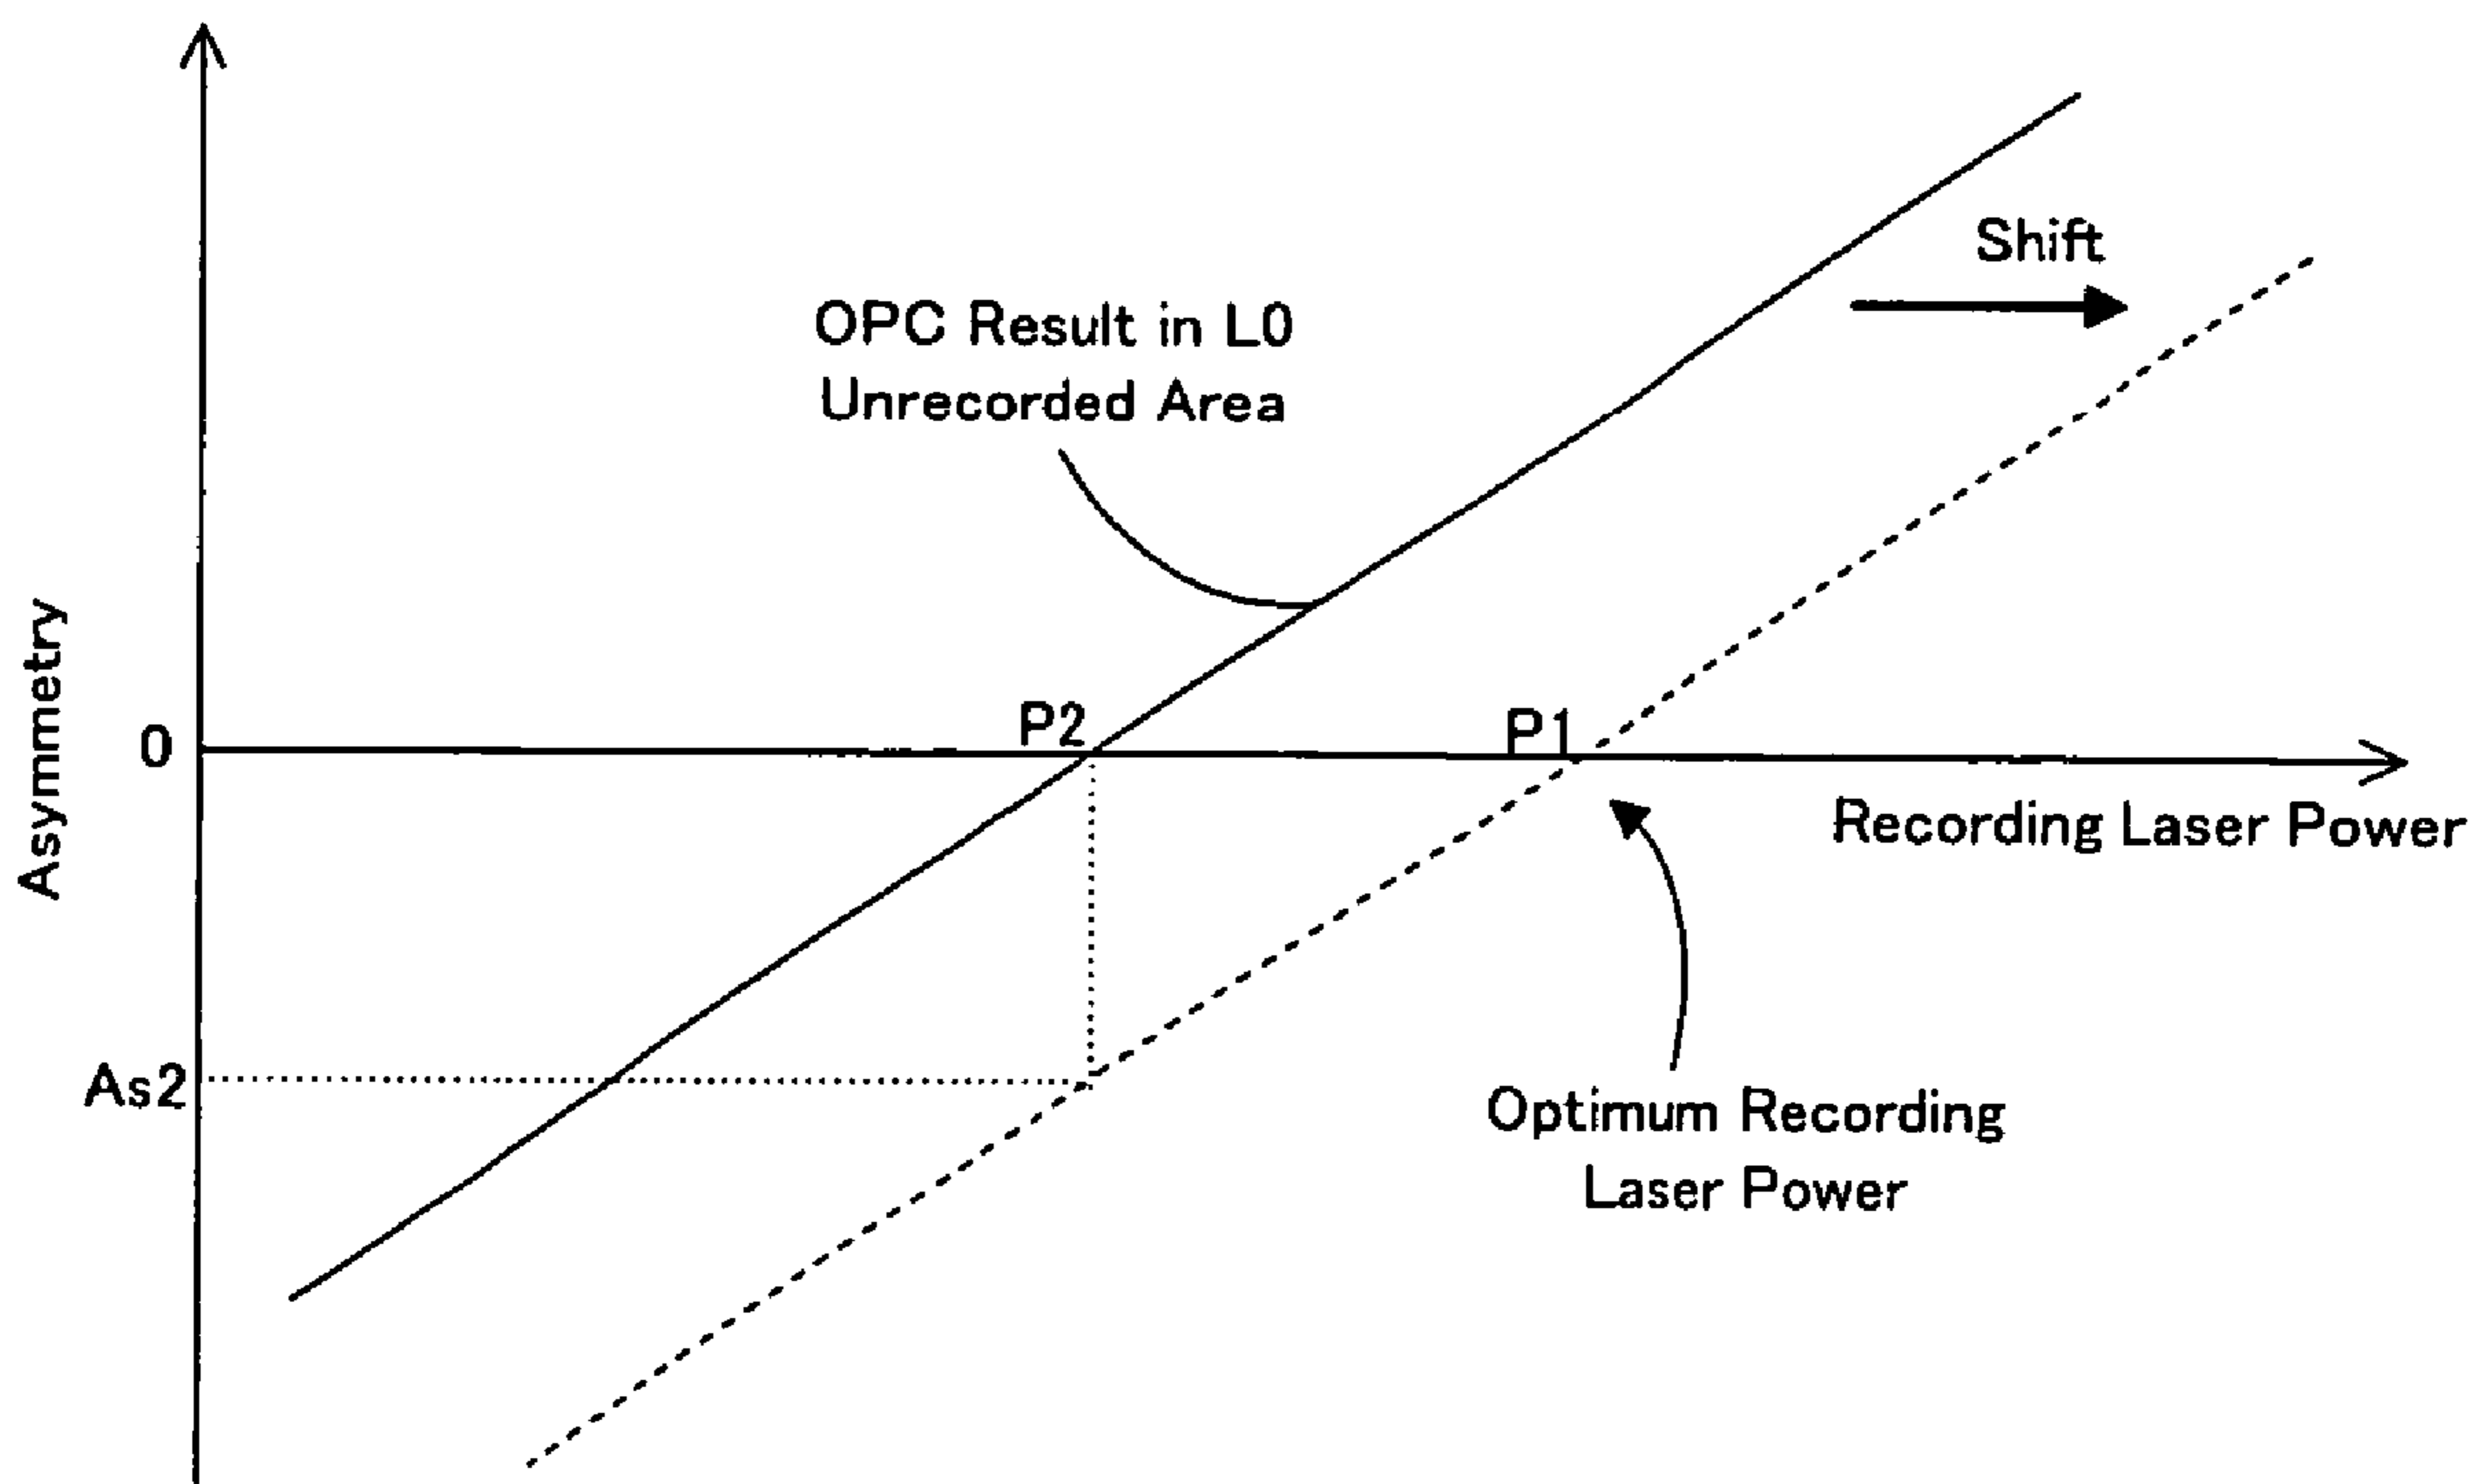 Shift
OPC Result in L0
Unrecorded Area
P2
P1
0
Asymmetry
Recording Laser Power
As2
Optimum Recording
Laser Power